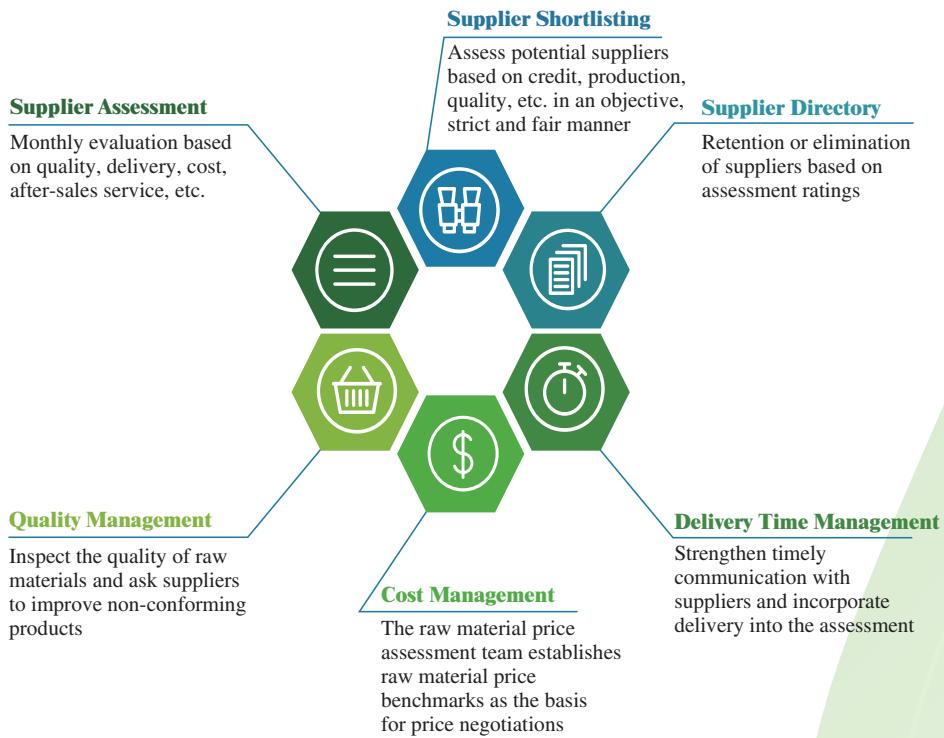 Supplier Shortlisting
Assess potential suppliers
based on credit, production,
quality, etc. in an objective,
strict and fair manner
Supplier Assessment
Monthly evaluation based
on quality, delivery, cost,
after-sales service, etc.
Supplier Directory
Retention or elimination
of suppliers based on
assessment ratings
$
Quality Management
Inspect the quality of raw
materials and ask suppliers
to improve non-conforming
products
Delivery Time Management
Strengthen timely
communication with
suppliers and incorporate
delivery into the assessment
Cost Management
The raw material price
assessment team establishes
raw material price
benchmarks as the basis
for price negotiations